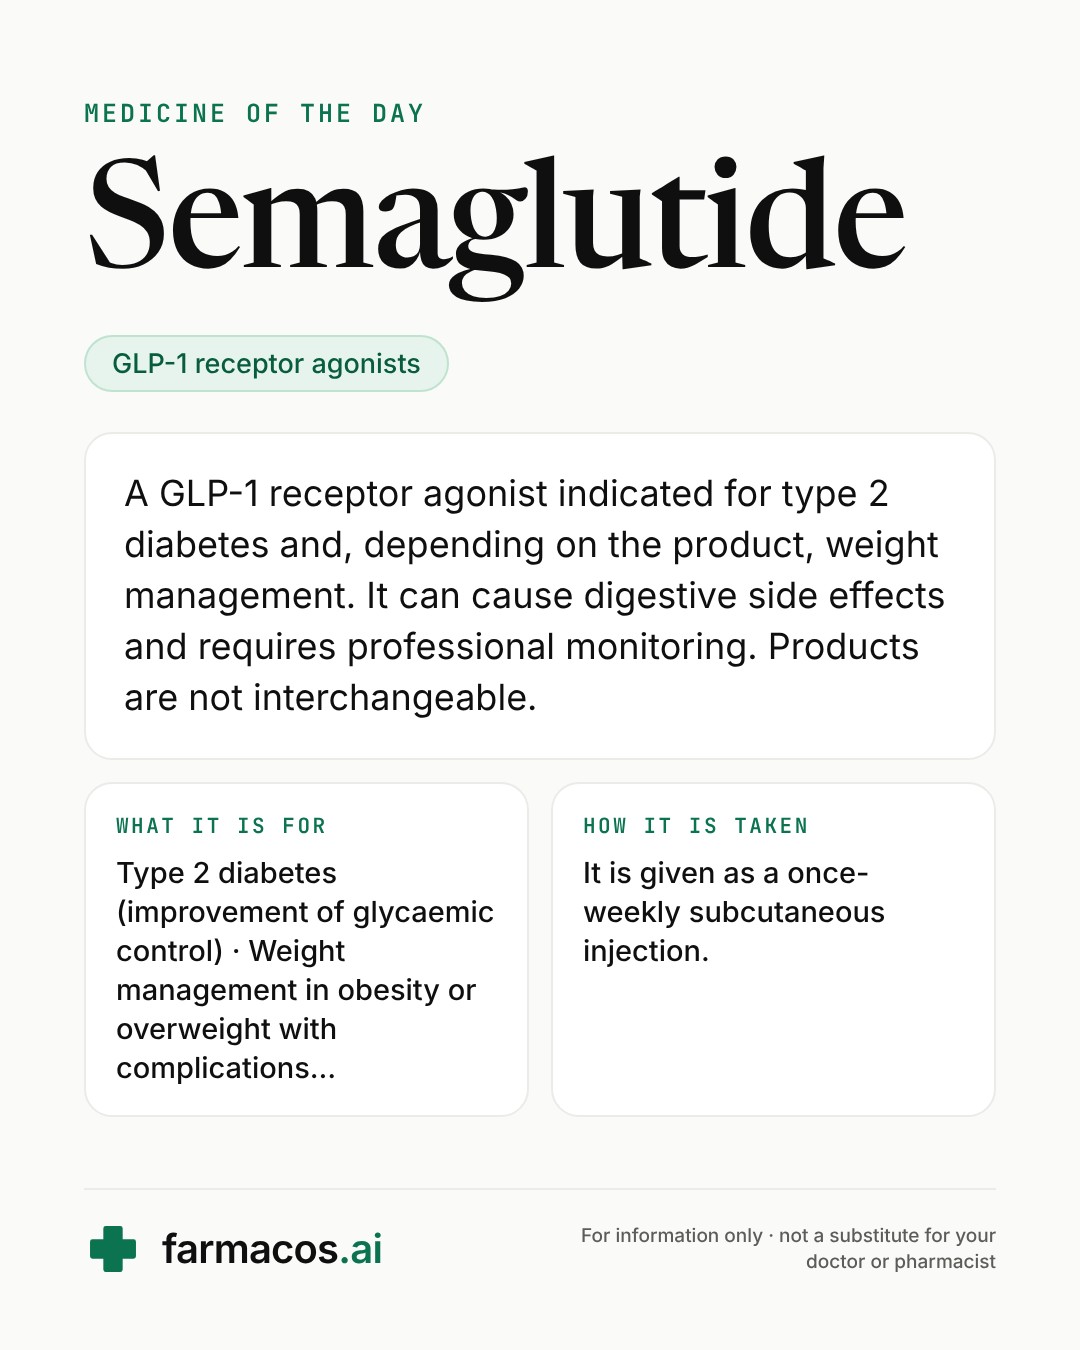 MEDICINE OF THE DAY
Semaglutide
GLP-1 receptor agonists
A GLP-1 receptor agonist indicated for type 2
diabetes and, depending on the product, weight
management. It can cause digestive side effects
and requires professional monitoring. Products
are not interchangeable.
WHAT IT IS FOR
Type 2 diabetes
(improvement of glycaemic
control) · Weight
management in obesity or
overweight with
complications…
HOW IT IS TAKEN
It is given as a once-
weekly subcutaneous
injection.
farmacos.ai
For information only · not a substitute for your
doctor or pharmacist